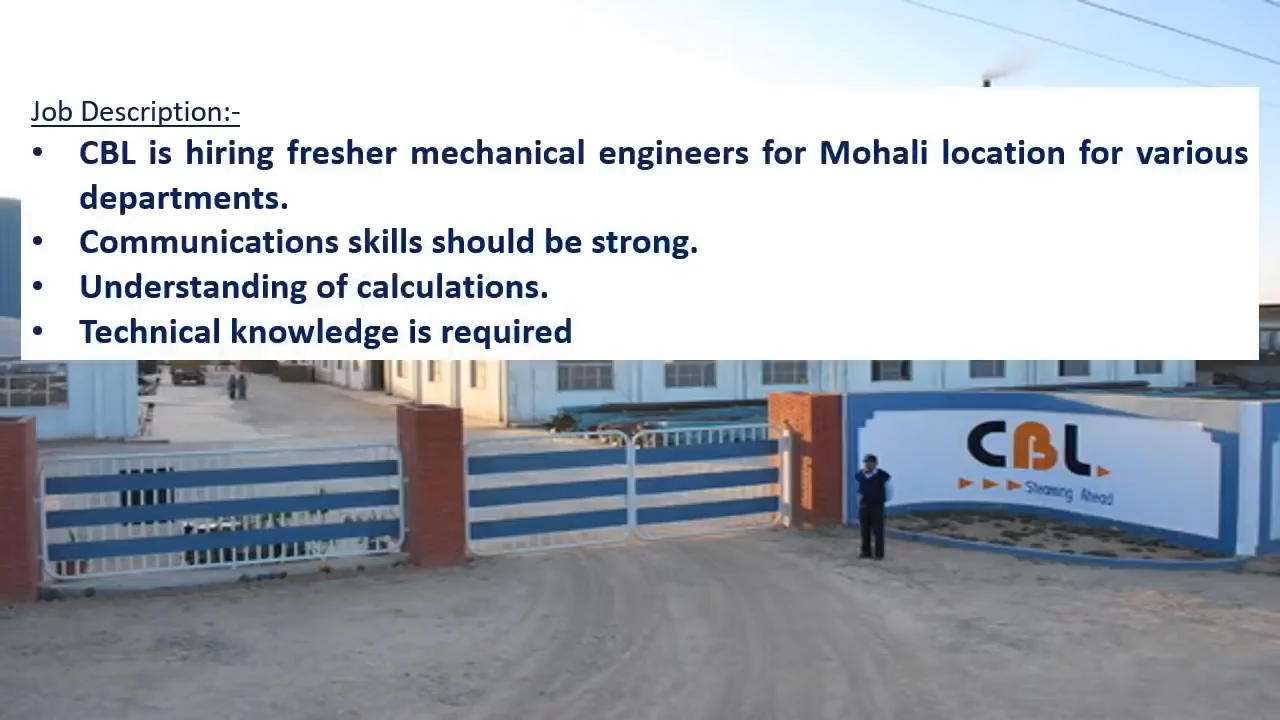 Job Description:-
• CBL is hiring fresher mechanical engineers for Mohali location for various
departments.
• Communications skills should be strong.
• Understanding of calculations.
• Technical knowledge is required
CBL
Steaming Ahead